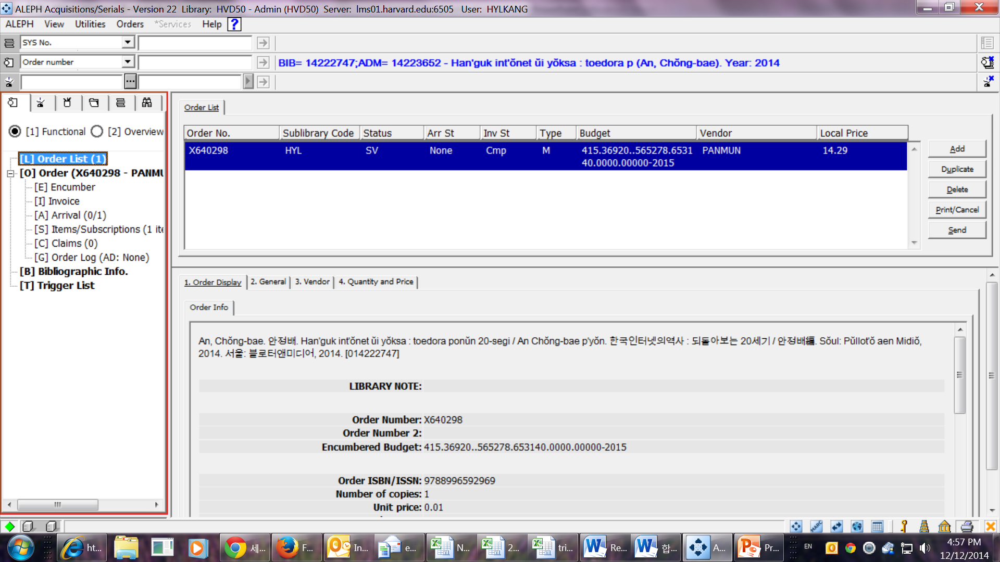 ALEPH Acquisitions/Serials - Version 22 Library: HVD50 - Admin (HVD50) Server: lms01.harvard.edu:6505 User: HYLKANG
ALEPH View Utilities Orders *Services Help ?
SYS No.
Order number
BIB= 14222747;ADM= 14223652 - Han'guk int'ŏnet ŭi yŏksa : toedora p (An, Chŏng-bae). Year: 2014
...
[1] Functional [2] Overview
[L] Order List (1)
[O] Order (X640298 - PANMU
[E] Encumber
[I] Invoice
[A] Arrival (0/1)
[S] Items/Subscriptions (1 ite
[C] Claims (0)
[G] Order Log (AD: None)
[B] Bibliographic Info.
[T] Trigger List
Order List
Order No. Sublibrary Code Status Arr St Inv St Type Budget Vendor Local Price
X640298 HYL SV None Cmp M 415.36920..565278.6531 PANMUN 14.29
40.0000.00000-2015
Add
Duplicate
Delete
Print/Cancel
Send
1. Order Display 2. General 3. Vendor 4. Quantity and Price
Order Info
An, Chŏng-bae. 안정배. Han'guk int'ŏnet ŭi yŏksa : toedora ponŭn 20-segi / An Chŏng-bae p'yŏn. 한국인터넷의역사 : 되돌아보는 20세기 / 안정배編. Sŏul: Pŭllot'ŏ aen Midiŏ,
2014. 서울: 블로터앤미디어, 2014. [014222747]
LIBRARY NOTE:
Order Number: X640298
Order Number 2:
Encumbered Budget: 415.36920..565278.653140.0000.00000-2015
Order ISBN/ISSN: 9788996592969
Number of copies: 1
Unit price: 0.01
ht... 세... F... In... e... N... 2... tri... Re... 합... A... Pr... EN
4:57 PM
12/12/2014